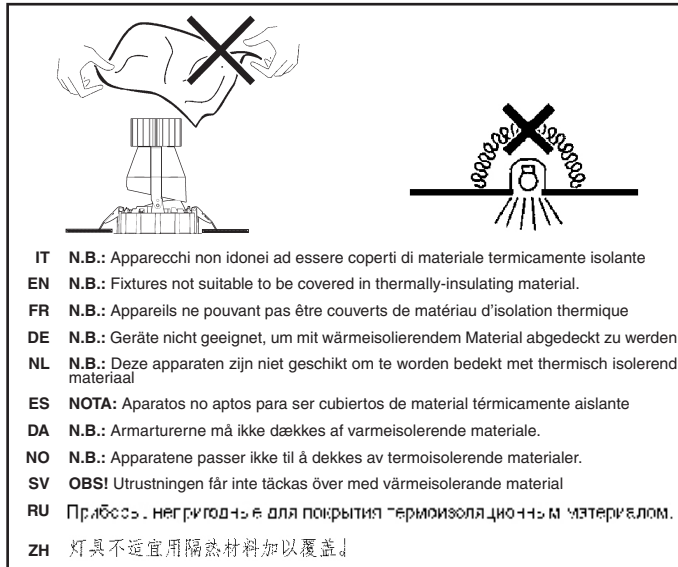 IT N.B.: Apparecchi non idonei ad essere coperti di materiale termicamente isolante
EN N.B.: Fixtures not suitable to be covered in thermally-insulating material.
FR N.B.: Appareils ne pouvant pas être couverts de matériau d'isolation thermique
DE N.B.: Geräte nicht geeignet, um mit wärmeisolierendem Material abgedeckt zu werden
NL N.B.: Deze apparaten zijn niet geschikt om te worden bedekt met thermisch isolerend
materiaal
ES NOTA: Aparatos no aptos para ser cubiertos de material térmicamente aislante
DA N.B.: Armarturerne må ikke dækkes af varmeisolerende materiale.
NO N.B.: Apparatene passer ikke til å dekkes av termoisolerende materialer.
SV OBS! Utrustningen får inte täckas över med värmeisolerande material
RU Приборы, непригодные для покрытия термоизоляционным материалом.
ZH 灯具不适宜用隔热材料加以覆盖。